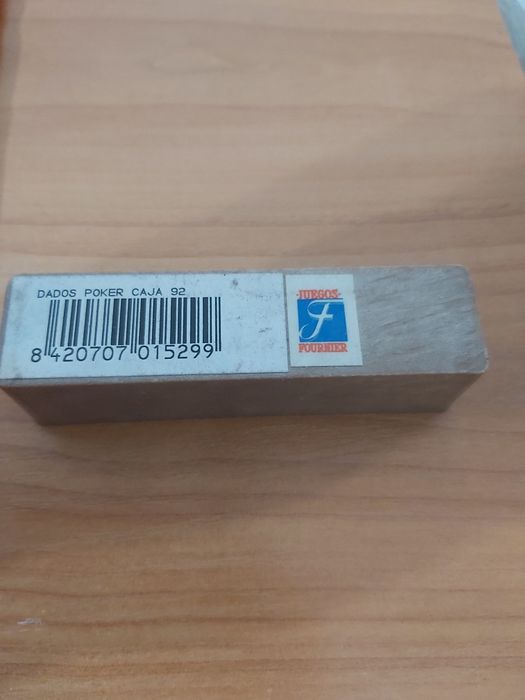 DADOS POKER CAJA 92
8 420707 015299
JUEGOS
F
FOURNIER